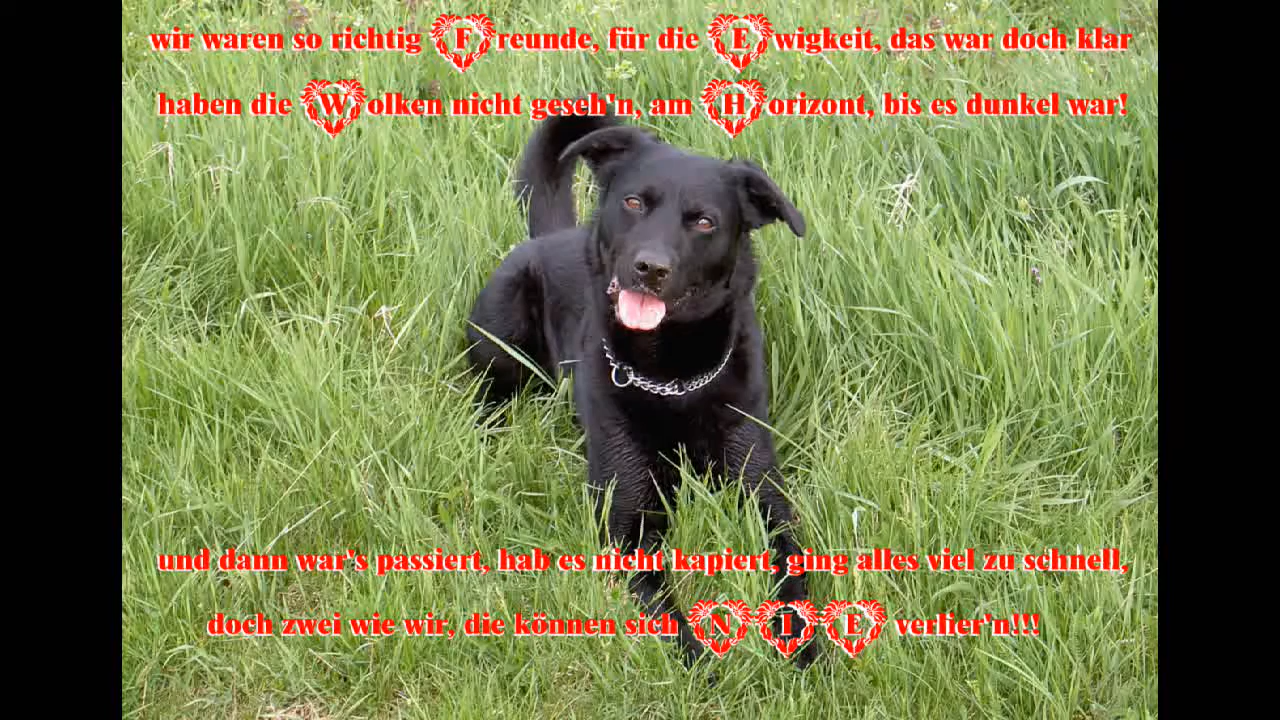 wir waren so richtig Freunde, für die Ewigkeit, das war doch klar
haben die Wolken nicht geseh'n, am Horizont, bis es dunkel war!
und dann war's passiert, hab es nicht kapiert, ging alles viel zu schnell,
doch zwei wie wir, die können sich NIE verlier'n!!!